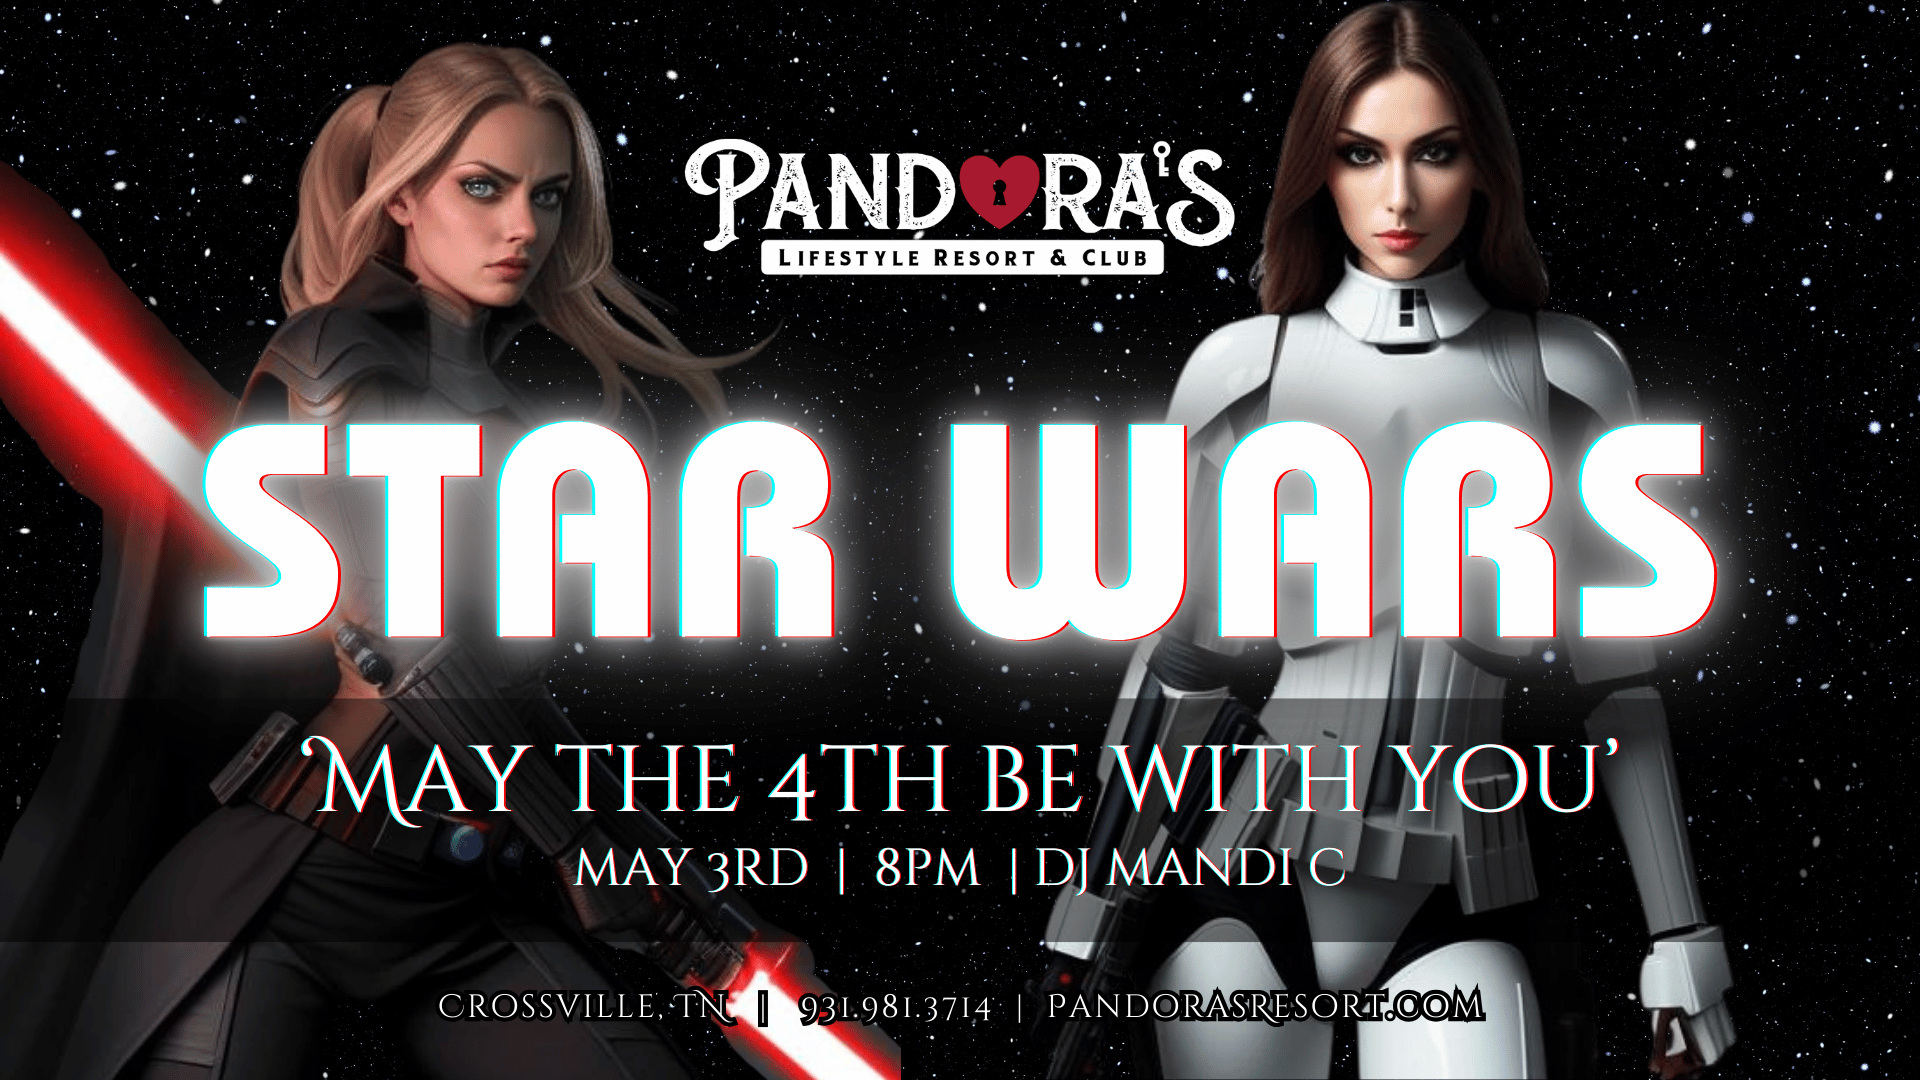 PANDORA'S
LIFESTYLE RESORT & CLUB
STAR WARS
'MAY THE 4TH BE WITH YOU'
MAY 3RD | 8PM | DJ MANDI C
CROSSVILLE, TN | 931.981.3714 | PANDORASRESORT.COM